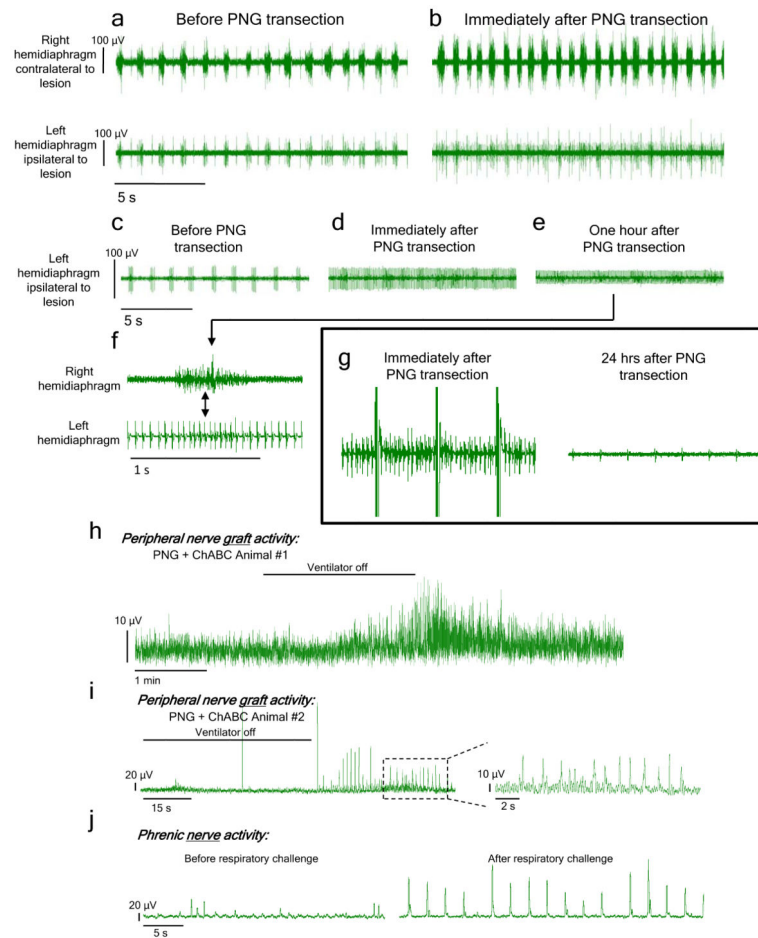 a
Before PNG transection
b
Immediately after PNG transection
Right
hemidiaphragm
contralateral to
lesion
100 µV
Left
hemidiaphragm
ipsilateral to
lesion
100 µV
5 s
c
Before PNG
transection
d
Immediately after
PNG transection
e
One hour after
PNG transection
Left
hemidiaphragm
ipsilateral to
lesion
100 µV
5 s
f
Right
hemidiaphragm
Left
hemidiaphragm
1 s
g
Immediately after
PNG transection
24 hrs after PNG
transection
h
Peripheral nerve graft activity:
PNG + ChABC Animal #1
Ventilator off
10 µV
1 min
i
Peripheral nerve graft activity:
PNG + ChABC Animal #2
Ventilator off
20 µV
15 s
10 µV
2 s
j
Phrenic nerve activity:
Before respiratory challenge
After respiratory challenge
20 µV
5 s